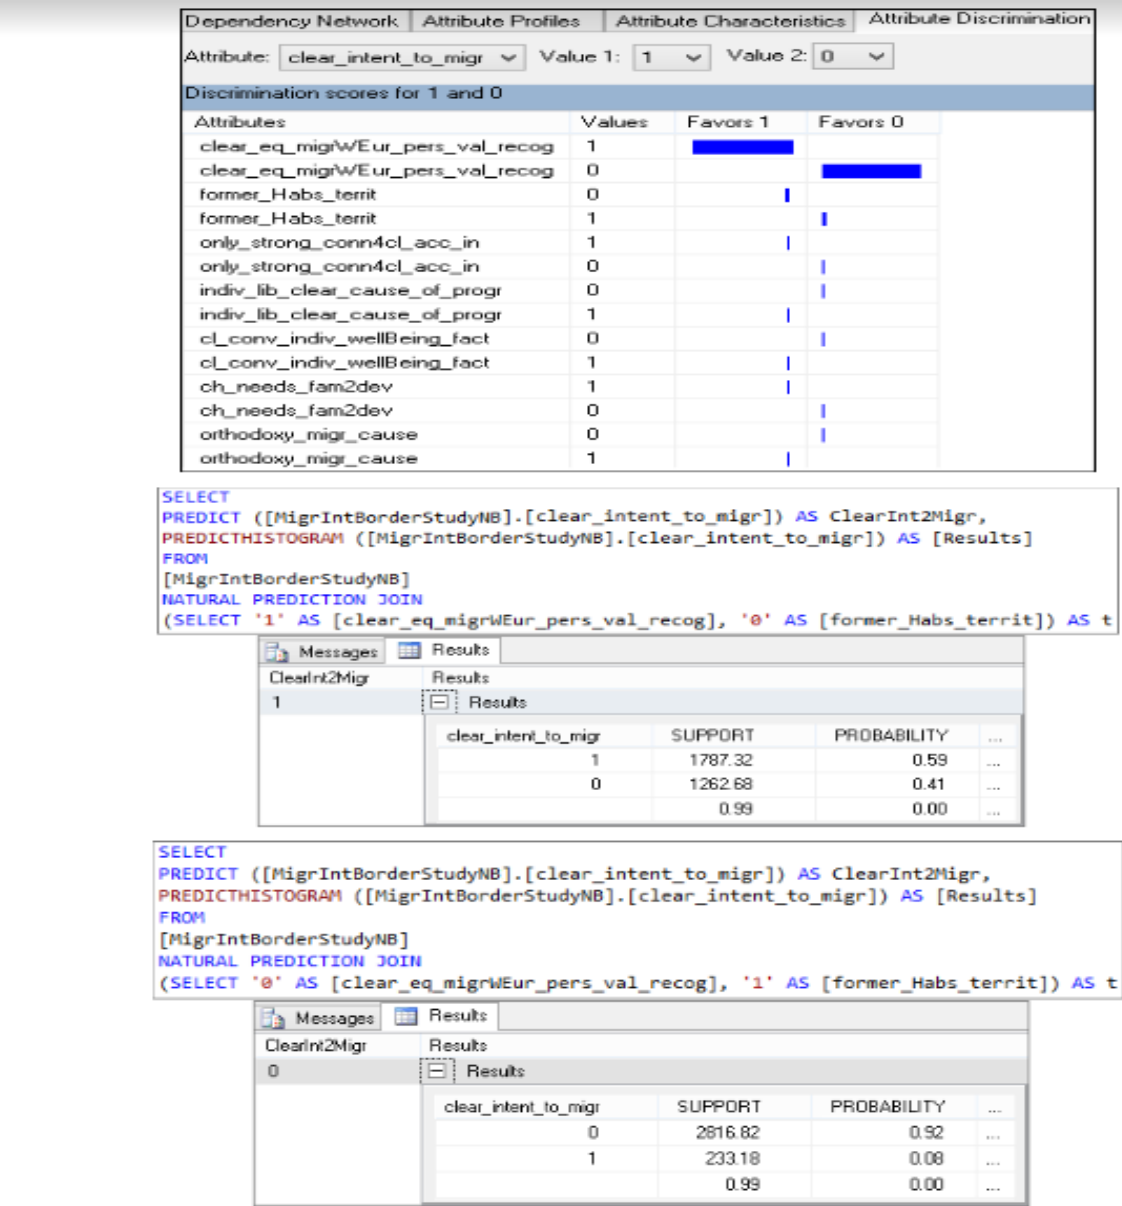 Dependency Network Attribute Profiles Attribute Characteristics Attribute Discrimination
Attribute: clear_intent_to_migr Value 1: 1 Value 2: 0
Discrimination scores for 1 and 0
Attributes Values Favors 1 Favors 0
clear_eq_migrWEur_pers_val_recog 1
clear_eq_migrWEur_pers_val_recog 0
former_Habs_territ 0
former_Habs_territ 1
only_strong_conn4cl_acc_in 1
only_strong_conn4cl_acc_in 0
indiv_lib_clear_cause_of_progr 0
indiv_lib_clear_cause_of_progr 1
cl_conv_indiv_wellBeing_fact 0
cl_conv_indiv_wellBeing_fact 1
ch_needs_fam2dev 1
ch_needs_fam2dev 0
orthodoxy_migr_cause 0
orthodoxy_migr_cause 1
SELECT
PREDICT ([MigrIntBorderStudyNB].[clear_intent_to_migr]) AS ClearInt2Migr,
PREDICTHISTOGRAM ([MigrIntBorderStudyNB].[clear_intent_to_migr]) AS [Results]
FROM
[MigrIntBorderStudyNB]
NATURAL PREDICTION JOIN
(SELECT '1' AS [clear_eq_migrWEur_pers_val_recog], '0' AS [former_Habs_territ]) AS t
Messages Results
ClearInt2Migr Results
1 Results
clear_intent_to_migr SUPPORT PROBABILITY ...
1 1787.32 0.59 ...
0 1262.68 0.41 ...
0.99 0.00 ...
SELECT
PREDICT ([MigrIntBorderStudyNB].[clear_intent_to_migr]) AS ClearInt2Migr,
PREDICTHISTOGRAM ([MigrIntBorderStudyNB].[clear_intent_to_migr]) AS [Results]
FROM
[MigrIntBorderStudyNB]
NATURAL PREDICTION JOIN
(SELECT '0' AS [clear_eq_migrWEur_pers_val_recog], '1' AS [former_Habs_territ]) AS t
Messages Results
ClearInt2Migr Results
0 Results
clear_intent_to_migr SUPPORT PROBABILITY ...
0 2816.82 0.92 ...
1 233.18 0.08 ...
0.99 0.00 ...